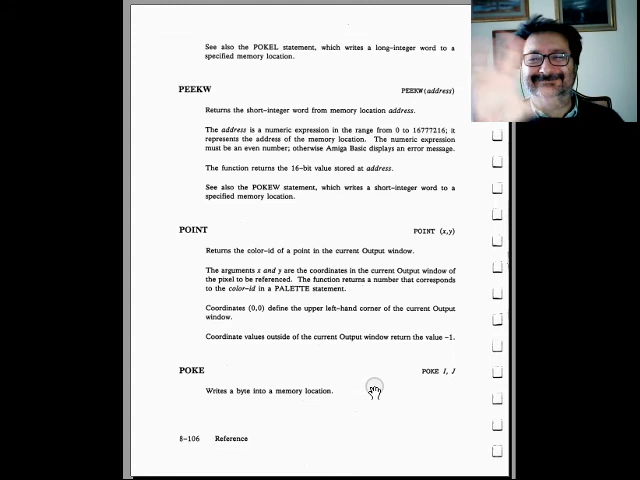 See also the POKEL statement, which writes a long-integer word to a
specified memory location.
PEEKW PEEKW(address)
Returns the short-integer word from memory location address.
The address is a numeric expression in the range from 0 to 16777216; it
represents the address of the memory location. The numeric expression
must be an even number; otherwise Amiga Basic displays an error message.
The function returns the 16-bit value stored at address.
See also the POKEW statement, which writes a short-integer word to a
specified memory location.
POINT POINT (x,y)
Returns the color-id of a point in the current Output window.
The arguments x and y are the coordinates in the current Output window of
the pixel to be referenced. The function returns a number that corresponds
to the color-id in a PALETTE statement.
Coordinates (0,0) define the upper left-hand corner of the current Output
window.
Coordinate values outside of the current Output window return the value -1.
POKE POKE I, J
Writes a byte into a memory location.
8-106 Reference